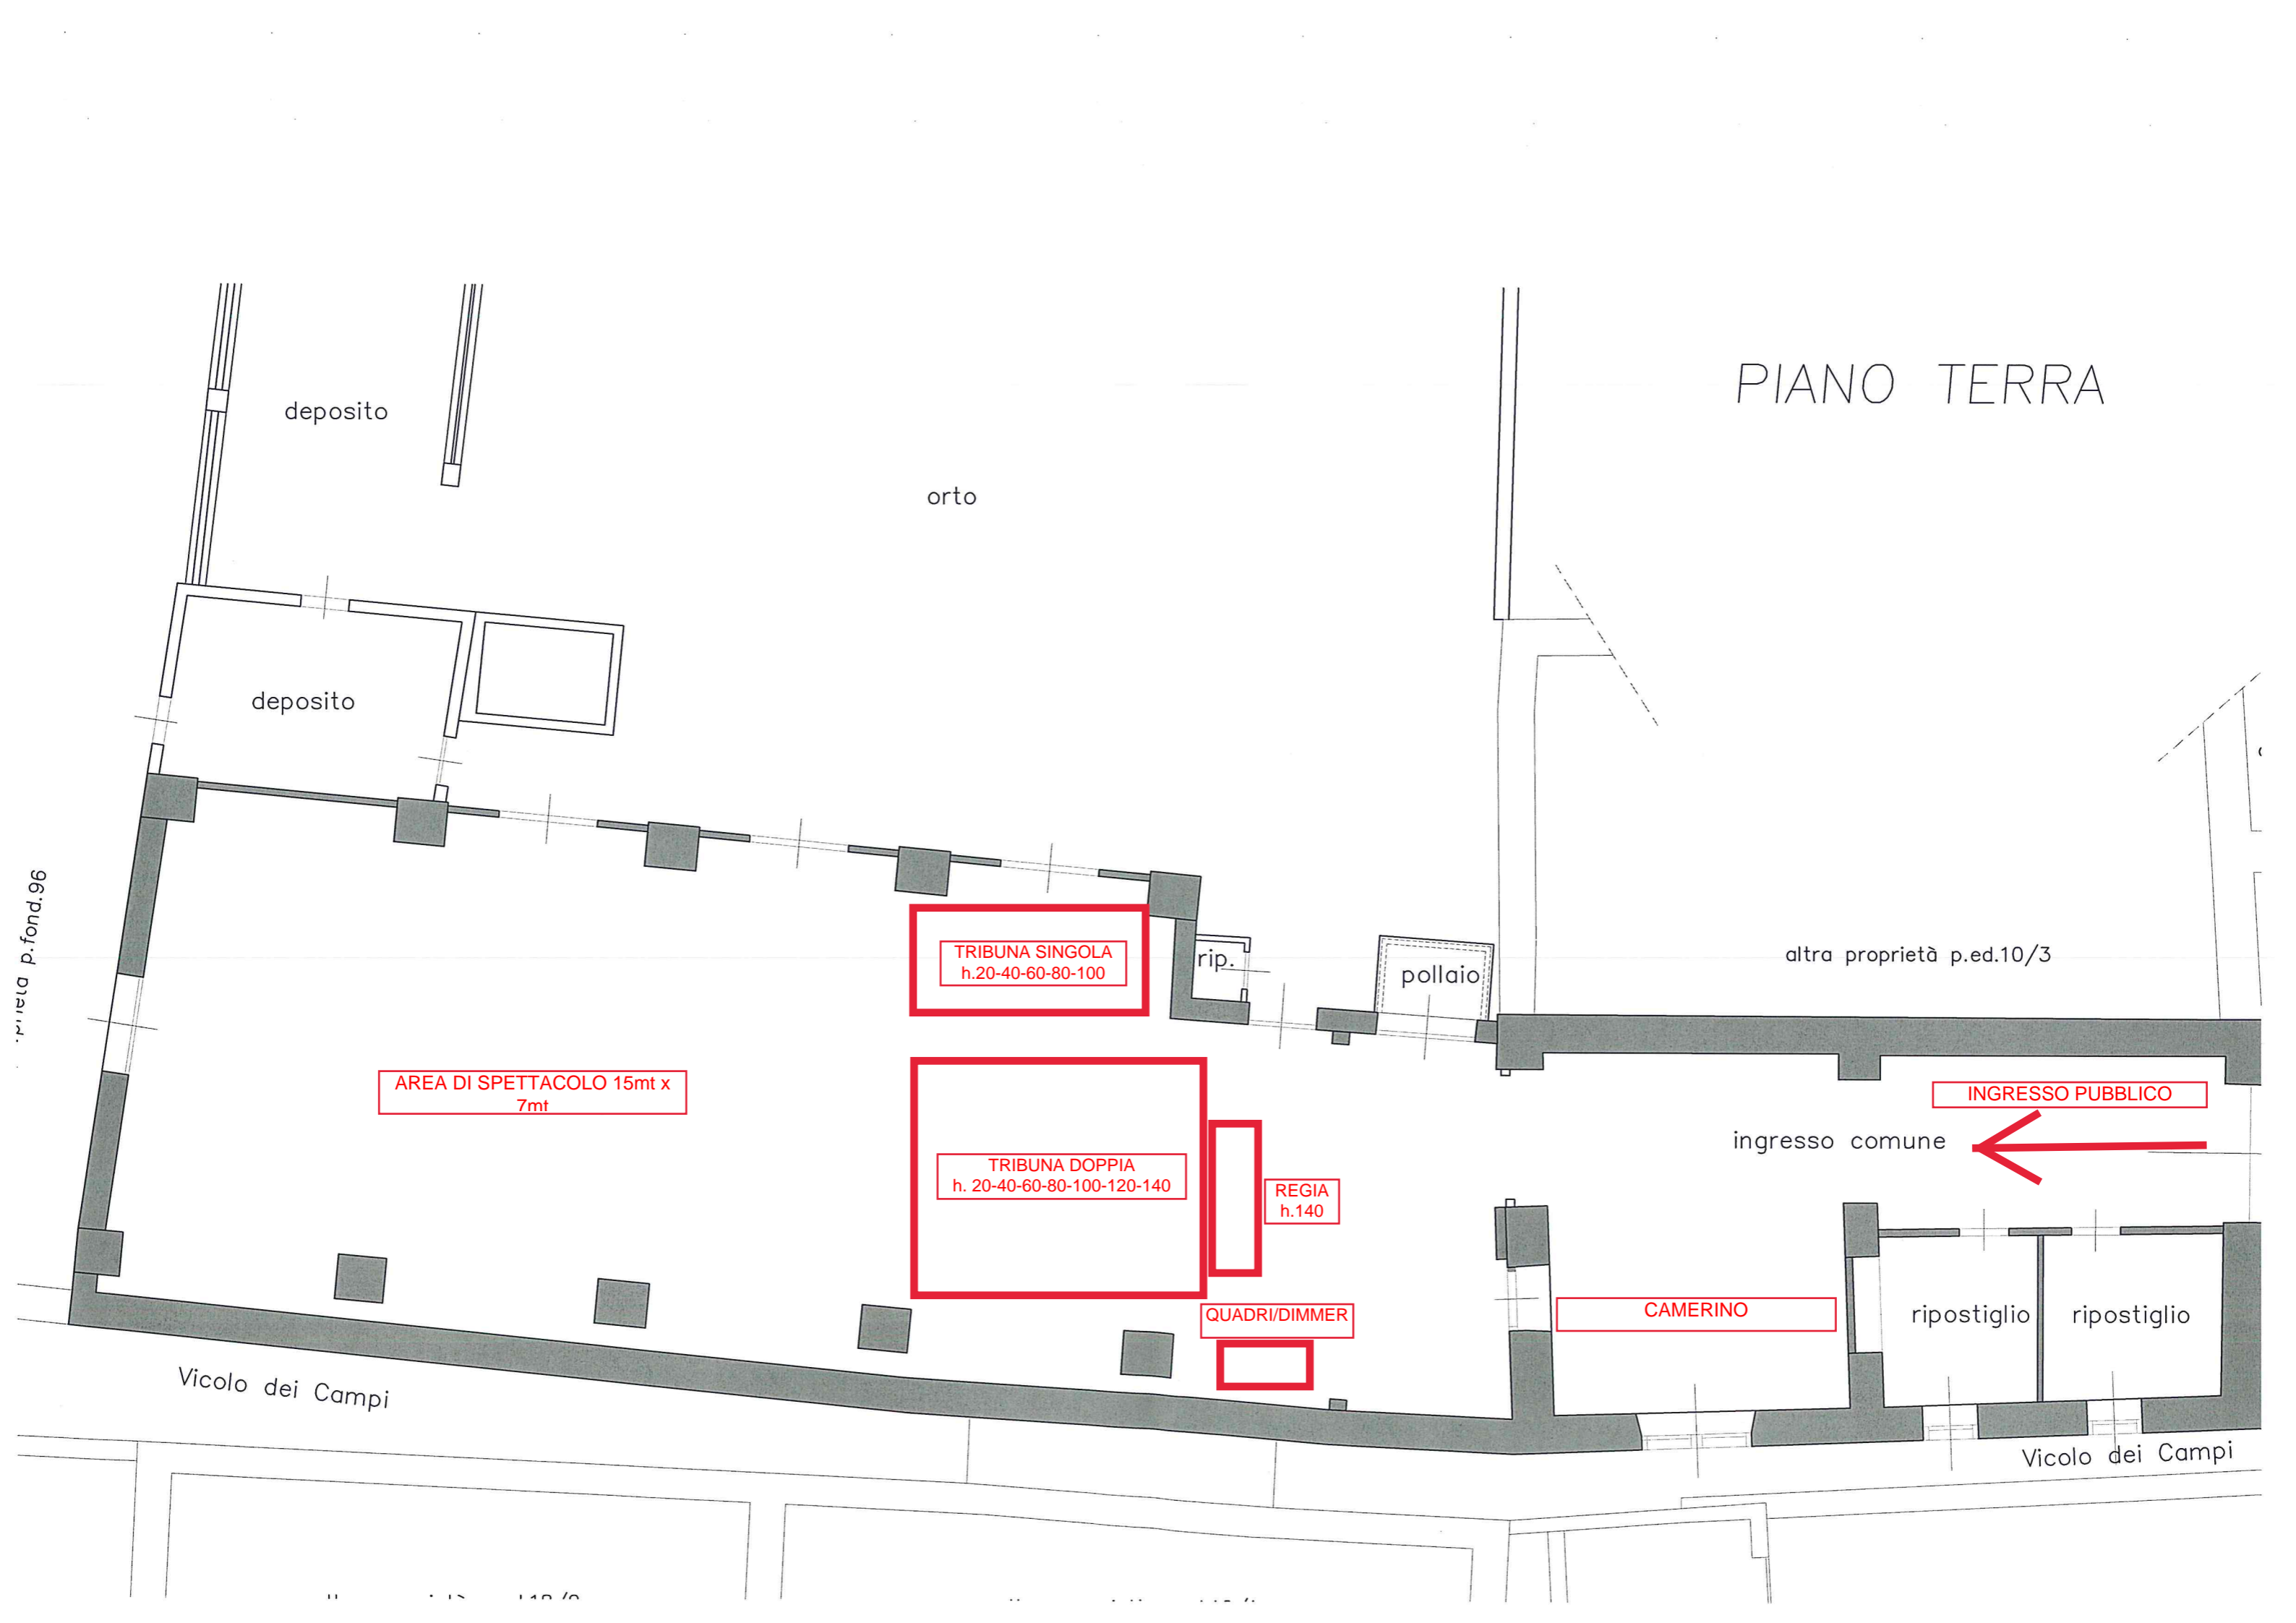 PIANO TERRA
deposito
orto
deposito
p.fond.96
TRIBUNA SINGOLA
h.20-40-60-80-100
rip.
pollaio
altra proprietà p.ed.10/3
AREA DI SPETTACOLO 15mt x
7mt
INGRESSO PUBBLICO
ingresso comune
TRIBUNA DOPPIA
h. 20-40-60-80-100-120-140
REGIA
h.140
QUADRI/DIMMER
CAMERINO
ripostiglio
ripostiglio
Vicolo dei Campi
Vicolo dei Campi